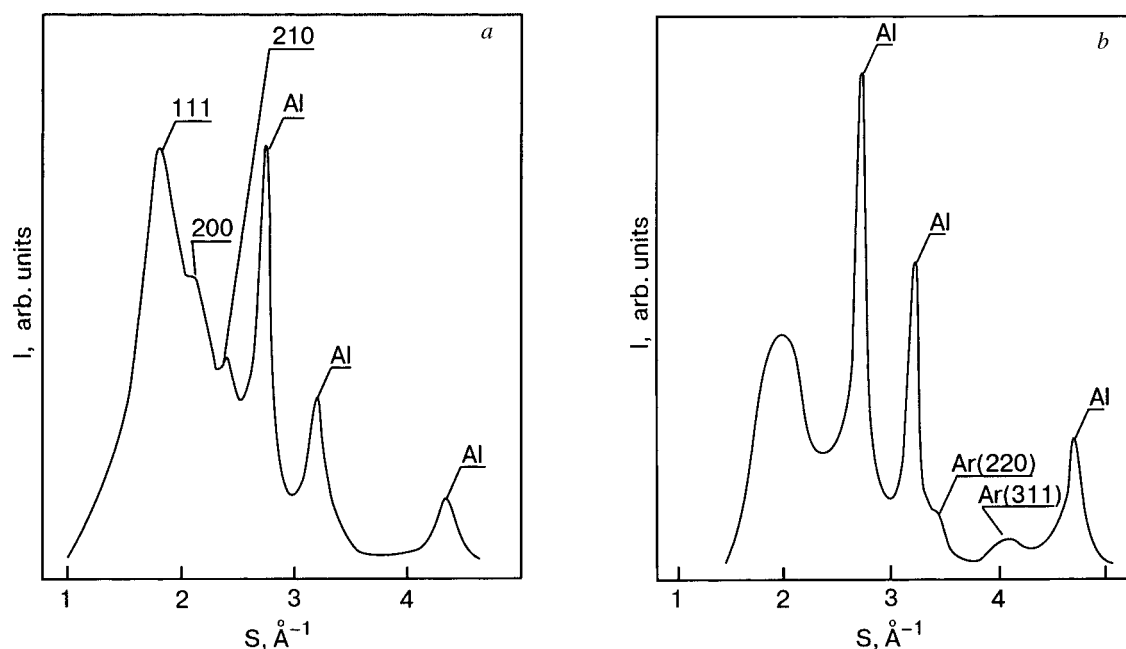 a
210
111
Al
200
Al
Al
I, arb. units
1 2 3 4
S, Å⁻¹
b
Al
Al
Al
Ar(220)
Ar(311)
I, arb. units
1 2 3 4
S, Å⁻¹